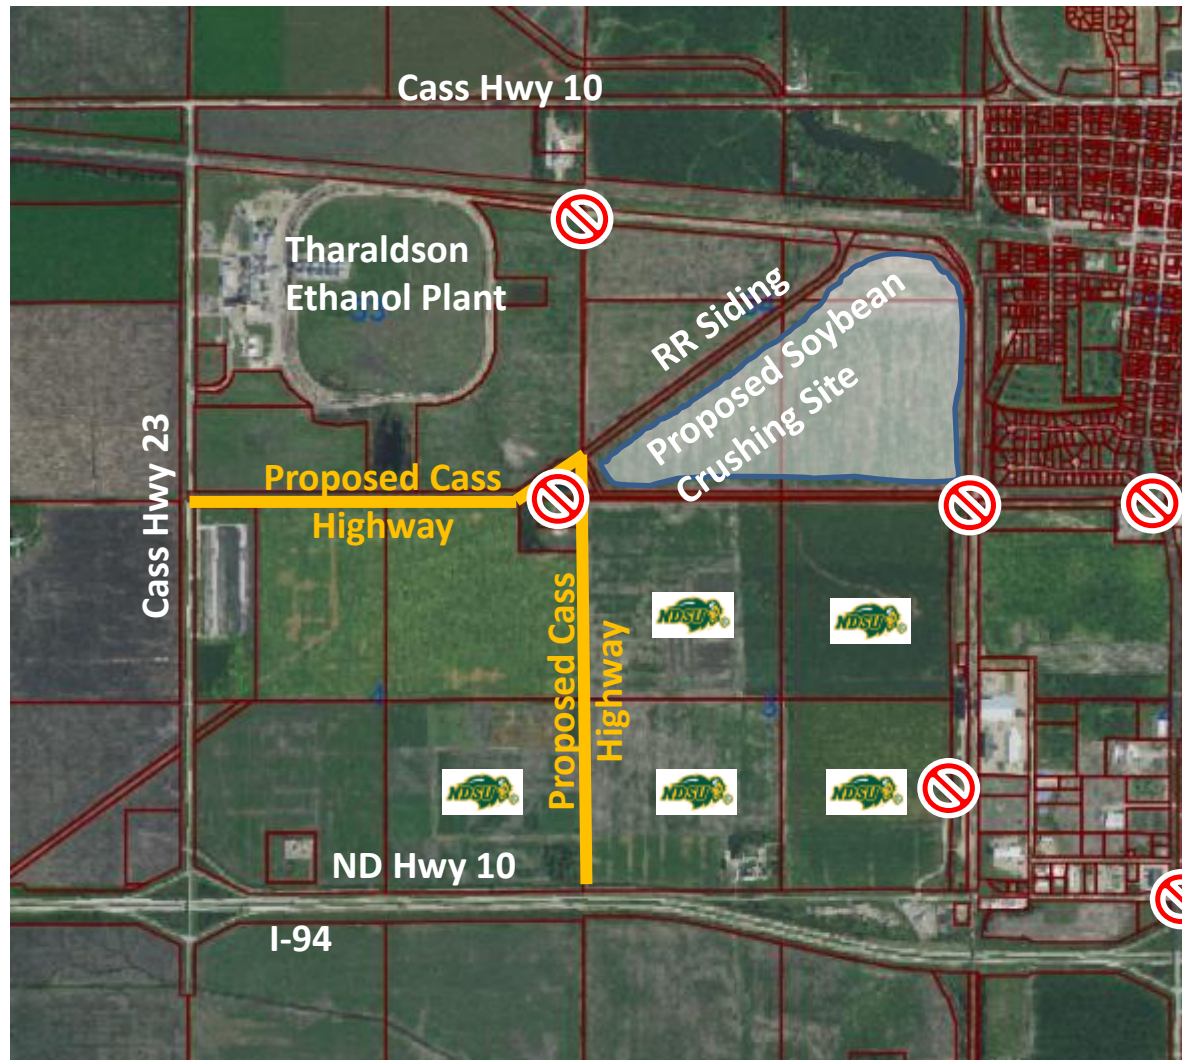 Cass Hwy 10
Tharaldson
Ethanol Plant
RR Siding
Proposed Soybean
Crushing Site
Cass Hwy 23
Proposed Cass
Highway
Proposed Cass
Highway
NDSU
NDSU
NDSU
NDSU
NDSU
ND Hwy 10
I-94